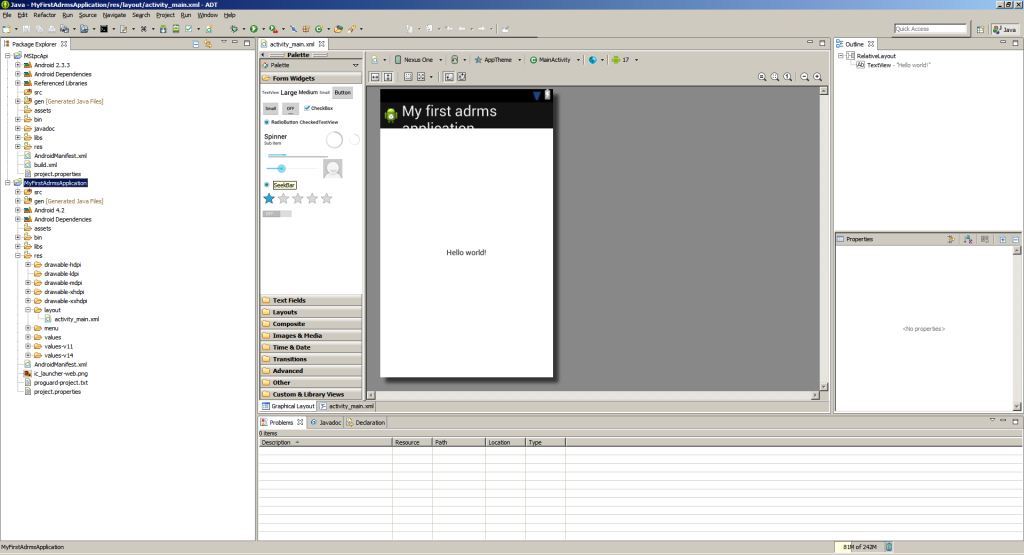 Java - MyFirstAdrmsApplication/res/layout/activity_main.xml - ADT
File Edit Refactor Run Source Navigate Search Project Run Window Help
Quick Access
Java
Package Explorer
MSIpcApi
Android 2.3.3
Android Dependencies
Referenced Libraries
src
gen [Generated Java Files]
assets
bin
javadoc
libs
res
AndroidManifest.xml
build.xml
project.properties
MyFirstAdrmsApplication
src
gen [Generated Java Files]
Android 4.2
Android Dependencies
assets
bin
libs
res
drawable-hdpi
drawable-ldpi
drawable-mdpi
drawable-xhdpi
drawable-xxhdpi
layout
activity_main.xml
menu
values
values-v11
values-v14
AndroidManifest.xml
ic_launcher-web.png
proguard-project.txt
project.properties
activity_main.xml
Palette
Palette
Form Widgets
TextView Large Medium Small Button
Small OFF CheckBox
RadioButton CheckedTextView
Spinner
Sub Item
SeekBar
OFF
Text Fields
Layouts
Composite
Images & Media
Time & Date
Transitions
Advanced
Other
Custom & Library Views
Graphical Layout activity_main.xml
Nexus One AppTheme MainActivity 17
My first adrms
application
Hello world!
Outline
RelativeLayout
Ab TextView - "Hello world!"
Properties
<No properties>
Problems Javadoc Declaration
0 items
Description Resource Path Location Type
MyFirstAdrmsApplication
81M of 242M